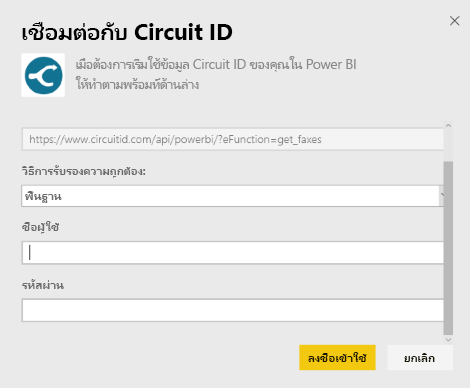 เชื่อมต่อกับ Circuit ID
เมื่อต้องการเริ่มใช้ข้อมูล Circuit ID ของคุณใน Power BI
ให้ทำตามพร้อมท์ด้านล่าง
https://www.circuitid.com/api/powerbi/?eFunction=get_faxes
วิธีการรับรองความถูกต้อง:
พื้นฐาน
ชื่อผู้ใช้
รหัสผ่าน
ลงชื่อเข้าใช้
ยกเลิก